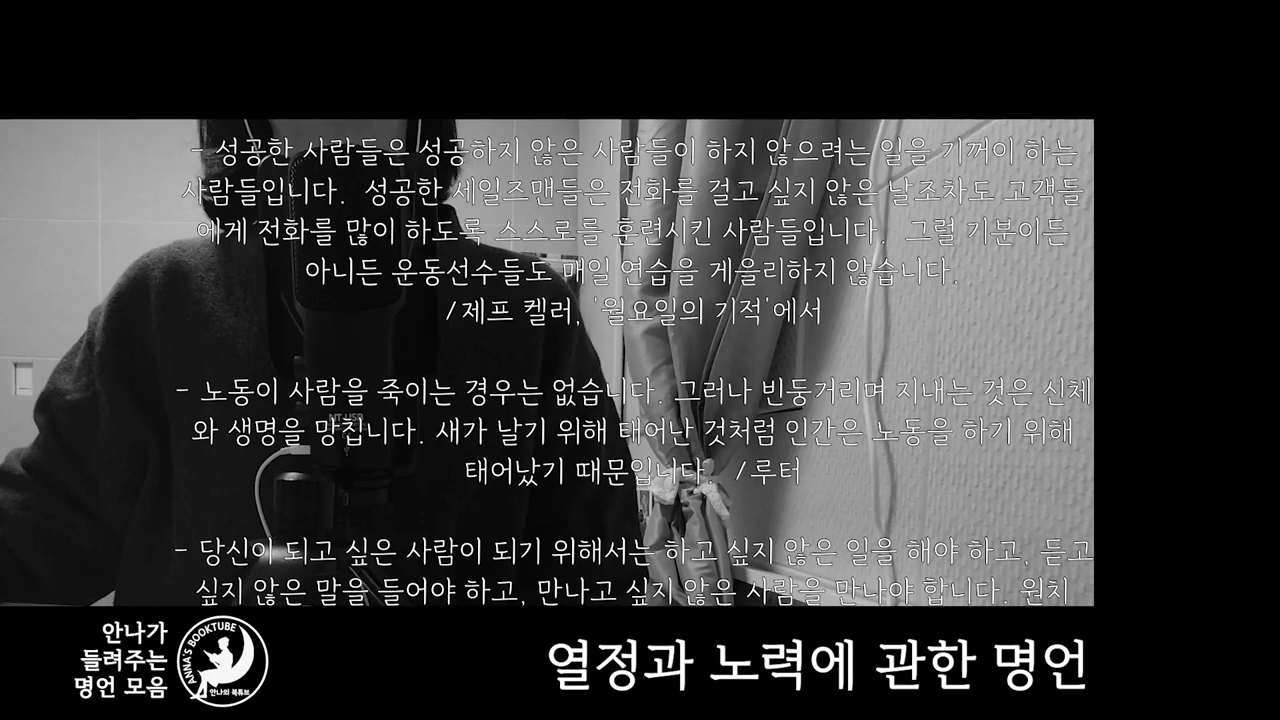 - 성공한 사람들은 성공하지 않은 사람들이 하지 않으려는 일을 기꺼이 하는
사람들입니다. 성공한 세일즈맨들은 전화를 걸고 싶지 않은 날조차도 고객들
에게 전화를 많이 하도록 스스로를 훈련시킨 사람들입니다. 그럴 기분이든
아니든 운동선수들도 매일 연습을 게을리하지 않습니다.
/제프 켈러, '월요일의 기적'에서
- 노동이 사람을 죽이는 경우는 없습니다. 그러나 빈둥거리며 지내는 것은 신체
와 생명을 망칩니다. 새가 날기 위해 태어난 것처럼 인간은 노동을 하기 위해
태어났기 때문입니다. /루터
- 당신이 되고 싶은 사람이 되기 위해서는 하고 싶지 않은 일을 해야 하고, 듣고
싶지 않은 말을 들어야 하고, 만나고 싶지 않은 사람을 만나야 합니다. 원치
NT-USB
안나가
들려주는
명언 모음
ANNA'S BOOKTUBE
안나의 북튜브
열정과 노력에 관한 명언